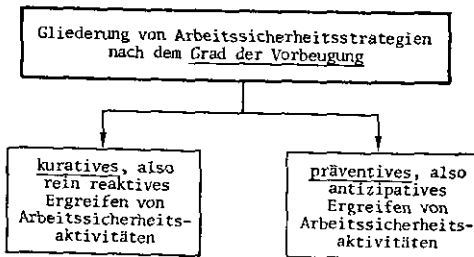 Gliederung von Arbeitssicherheitsstrategien
nach dem Grad der Vorbeugung
kuratives, also
rein reaktives
Ergreifen von
Arbeitssicherheits-
aktivitäten
präventives, also
antizipatives
Ergreifen von
Arbeitssicherheits-
aktivitäten